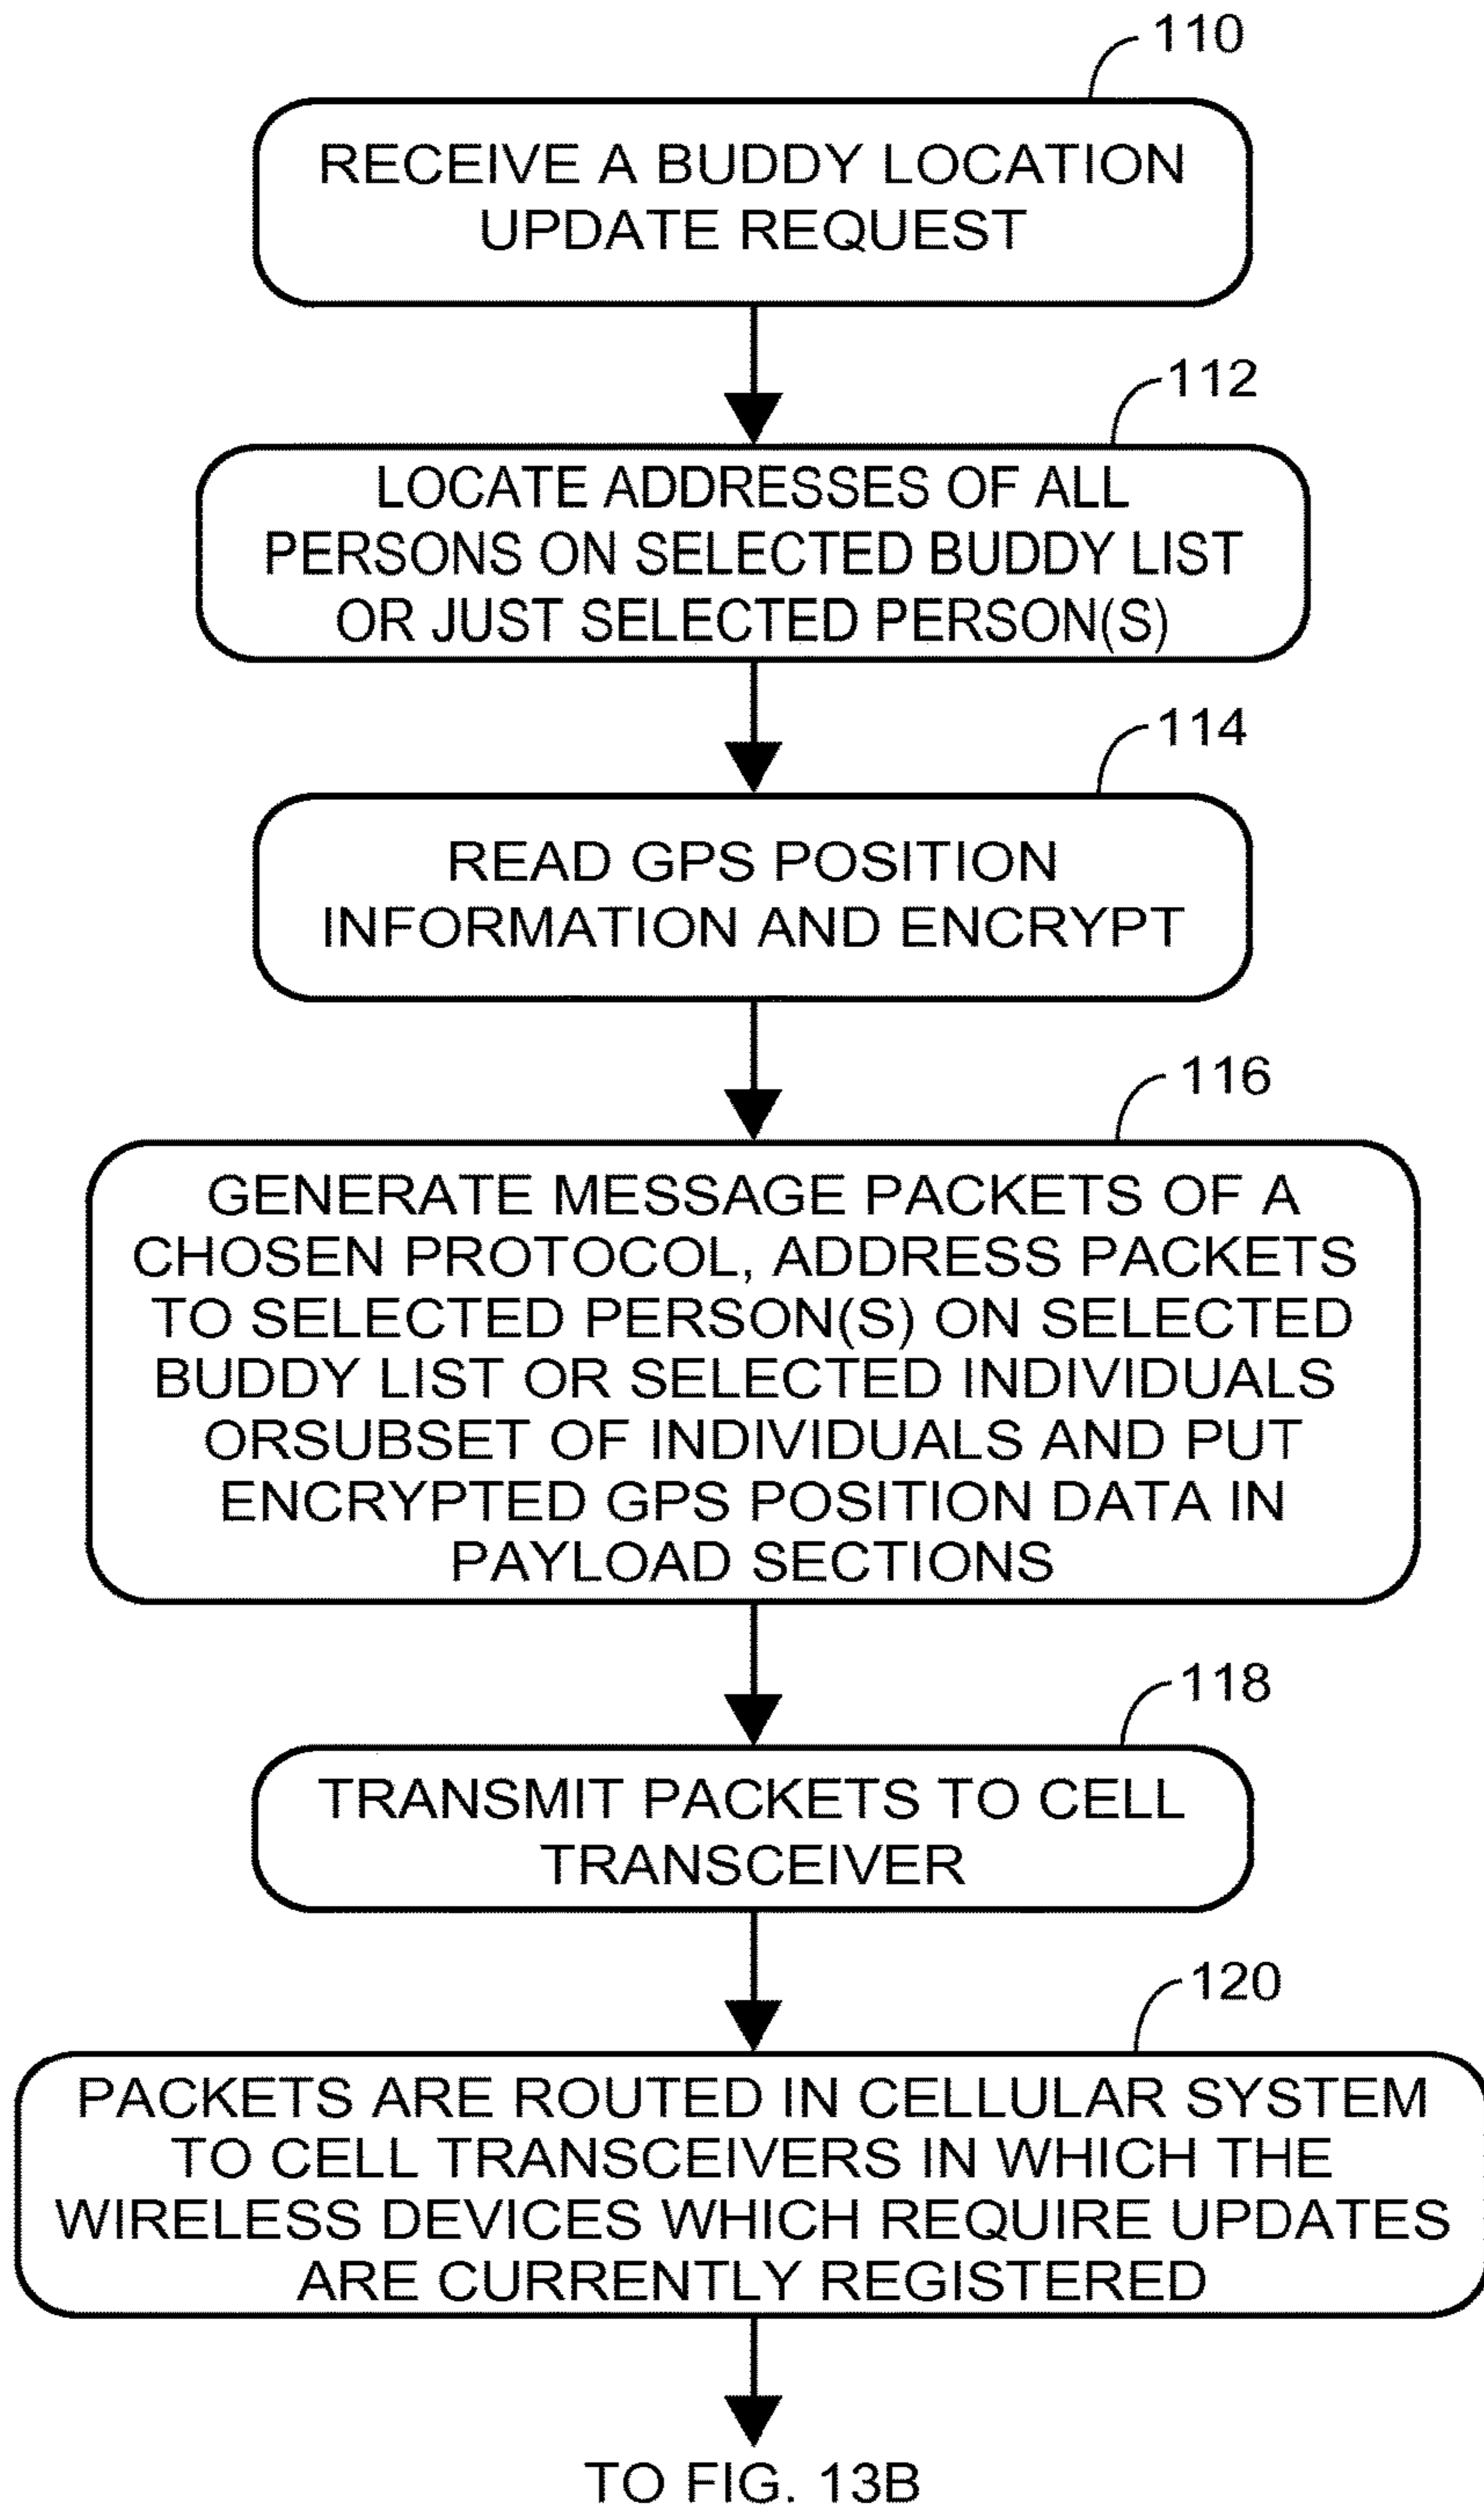 110
RECEIVE A BUDDY LOCATION
UPDATE REQUEST
112
LOCATE ADDRESSES OF ALL
PERSONS ON SELECTED BUDDY LIST
OR JUST SELECTED PERSON(S)
114
READ GPS POSITION
INFORMATION AND ENCRYPT
116
GENERATE MESSAGE PACKETS OF A
CHOSEN PROTOCOL, ADDRESS PACKETS
TO SELECTED PERSON(S) ON SELECTED
BUDDY LIST OR SELECTED INDIVIDUALS
ORSUBSET OF INDIVIDUALS AND PUT
ENCRYPTED GPS POSITION DATA IN
PAYLOAD SECTIONS
118
TRANSMIT PACKETS TO CELL
TRANSCEIVER
120
PACKETS ARE ROUTED IN CELLULAR SYSTEM
TO CELL TRANSCEIVERS IN WHICH THE
WIRELESS DEVICES WHICH REQUIRE UPDATES
ARE CURRENTLY REGISTERED
TO FIG. 13B